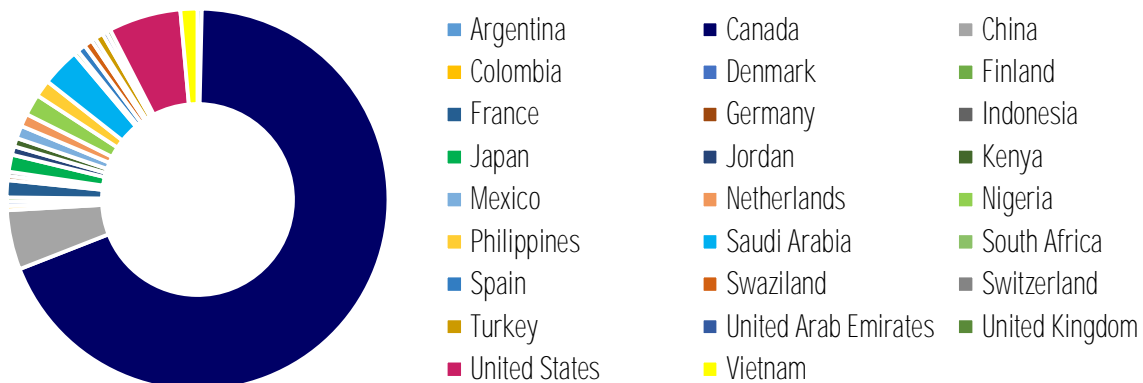 Argentina Canada China
Colombia Denmark Finland
France Germany Indonesia
Japan Jordan Kenya
Mexico Netherlands Nigeria
Philippines Saudi Arabia South Africa
Spain Swaziland Switzerland
Turkey United Arab Emirates United Kingdom
United States Vietnam